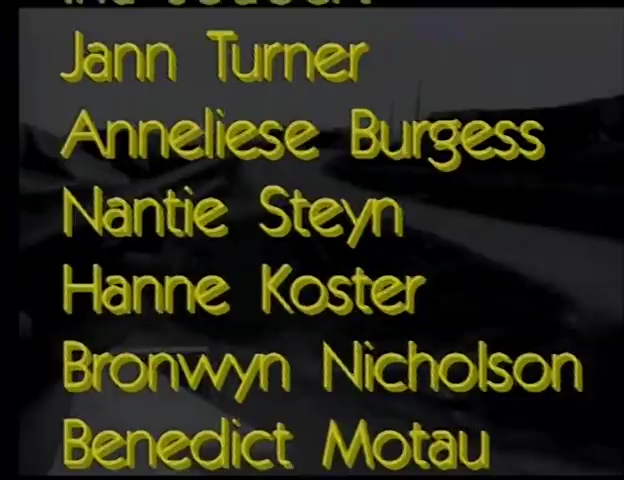 Jann Turner
Anneliese Burgess
Nantie Steyn
Hanne Koster
Bronwyn Nicholson
Benedict Motau